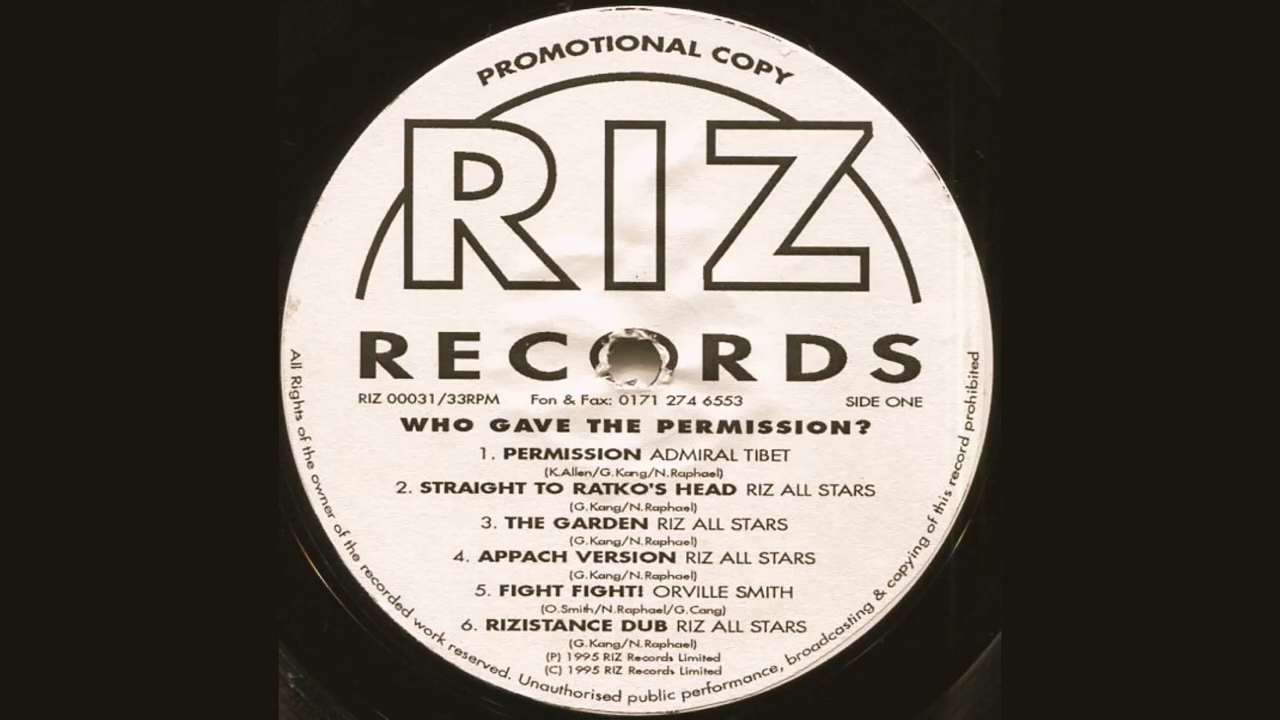 PROMOTIONAL COPY
RIZ
RECORDS
RIZ 00031/33RPM Fon & Fax: 0171 274 6553 SIDE ONE
WHO GAVE THE PERMISSION?
1. PERMISSION ADMIRAL TIBET
(K.Allen/G.Kang/N.Raphael)
2. STRAIGHT TO RATKO'S HEAD RIZ ALL STARS
(G.Kang/N.Raphael)
3. THE GARDEN RIZ ALL STARS
(G.Kang/N.Raphael)
4. APPACH VERSION RIZ ALL STARS
(G.Kang/N.Raphael)
5. FIGHT FIGHT! ORVILLE SMITH
(O.Smith/N.Raphael/G.Cang)
6. RIZISTANCE DUB RIZ ALL STARS
(G.Kang/N.Raphael)
(P) 1995 RIZ Records Limited
(C) 1995 RIZ Records Limited
All Rights of the owner of the recorded work reserved. Unauthorised public performance, broadcasting & copying of this record prohibited